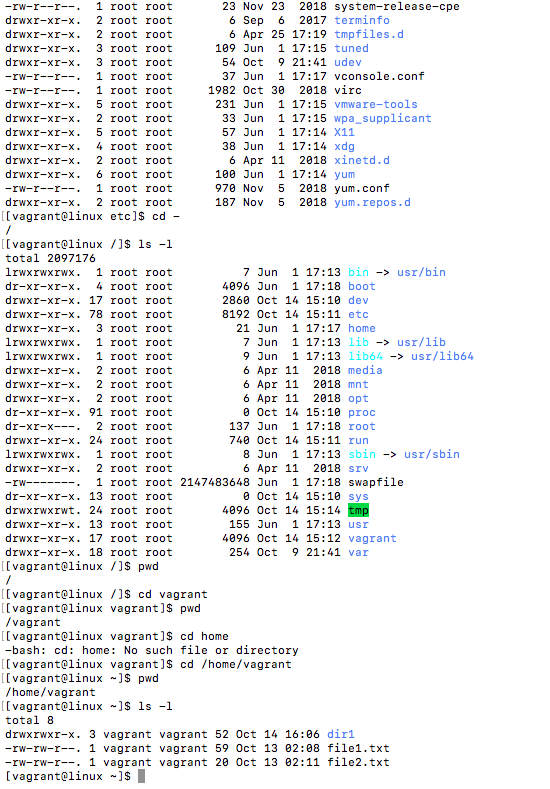 -rw-r--r--.  1 root root        23 Nov 23  2018 system-release-cpe
drwxr-xr-x.  2 root root         6 Sep  6  2017 terminfo
drwxr-xr-x.  2 root root         6 Apr 25 17:19 tmpfiles.d
drwxr-xr-x.  3 root root       109 Jun  1 17:15 tuned
drwxr-xr-x.  3 root root        54 Oct  9 21:41 udev
-rw-r--r--.  1 root root        37 Jun  1 17:17 vconsole.conf
-rw-r--r--.  1 root root      1982 Oct 30  2018 virc
drwxr-xr-x.  5 root root       231 Jun  1 17:15 vmware-tools
drwxr-xr-x.  2 root root        33 Jun  1 17:15 wpa_supplicant
drwxr-xr-x.  5 root root        57 Jun  1 17:14 X11
drwxr-xr-x.  4 root root        38 Jun  1 17:14 xdg
drwxr-xr-x.  2 root root         6 Apr 11  2018 xinetd.d
drwxr-xr-x.  6 root root       100 Jun  1 17:14 yum
-rw-r--r--.  1 root root       970 Nov  5  2018 yum.conf
drwxr-xr-x.  2 root root       187 Nov  5  2018 yum.repos.d
[[vagrant@linux etc]$ cd -
/
[[vagrant@linux /]$ ls -l
total 2097176
lrwxrwxrwx.  1 root root          7 Jun  1 17:13 bin -> usr/bin
dr-xr-xr-x.  4 root root       4096 Jun  1 17:18 boot
drwxr-xr-x. 17 root root       2860 Oct 14 15:10 dev
drwxr-xr-x. 78 root root       8192 Oct 14 15:11 etc
drwxr-xr-x.  3 root root         21 Jun  1 17:17 home
lrwxrwxrwx.  1 root root          7 Jun  1 17:13 lib -> usr/lib
lrwxrwxrwx.  1 root root          9 Jun  1 17:13 lib64 -> usr/lib64
drwxr-xr-x.  2 root root          6 Apr 11  2018 media
drwxr-xr-x.  2 root root          6 Apr 11  2018 mnt
drwxr-xr-x.  2 root root          6 Apr 11  2018 opt
dr-xr-xr-x. 91 root root          0 Oct 14 15:10 proc
dr-xr-x---.  2 root root        137 Jun  1 17:18 root
drwxr-xr-x. 24 root root        740 Oct 14 15:11 run
lrwxrwxrwx.  1 root root          8 Jun  1 17:13 sbin -> usr/sbin
drwxr-xr-x.  2 root root          6 Apr 11  2018 srv
-rw-------.  1 root root 2147483648 Jun  1 17:18 swapfile
dr-xr-xr-x. 13 root root          0 Oct 14 15:10 sys
drwxrwxrwt. 24 root root       4096 Oct 14 15:14 tmp
drwxr-xr-x. 13 root root        155 Jun  1 17:13 usr
drwxr-xr-x. 17 root root       4096 Oct 14 15:12 vagrant
drwxr-xr-x. 18 root root        254 Oct  9 21:41 var
[[vagrant@linux /]$ pwd
/
[[vagrant@linux /]$ cd vagrant
[[vagrant@linux vagrant]$ pwd
/vagrant
[[vagrant@linux vagrant]$ cd home
-bash: cd: home: No such file or directory
[[vagrant@linux vagrant]$ cd /home/vagrant
[[vagrant@linux ~]$ pwd
/home/vagrant
[[vagrant@linux ~]$ ls -l
total 8
drwxrwxr-x. 3 vagrant vagrant 52 Oct 14 16:06 dir1
-rw-rw-r--. 1 vagrant vagrant 59 Oct 13 02:08 file1.txt
-rw-rw-r--. 1 vagrant vagrant 20 Oct 13 02:11 file2.txt
[vagrant@linux ~]$